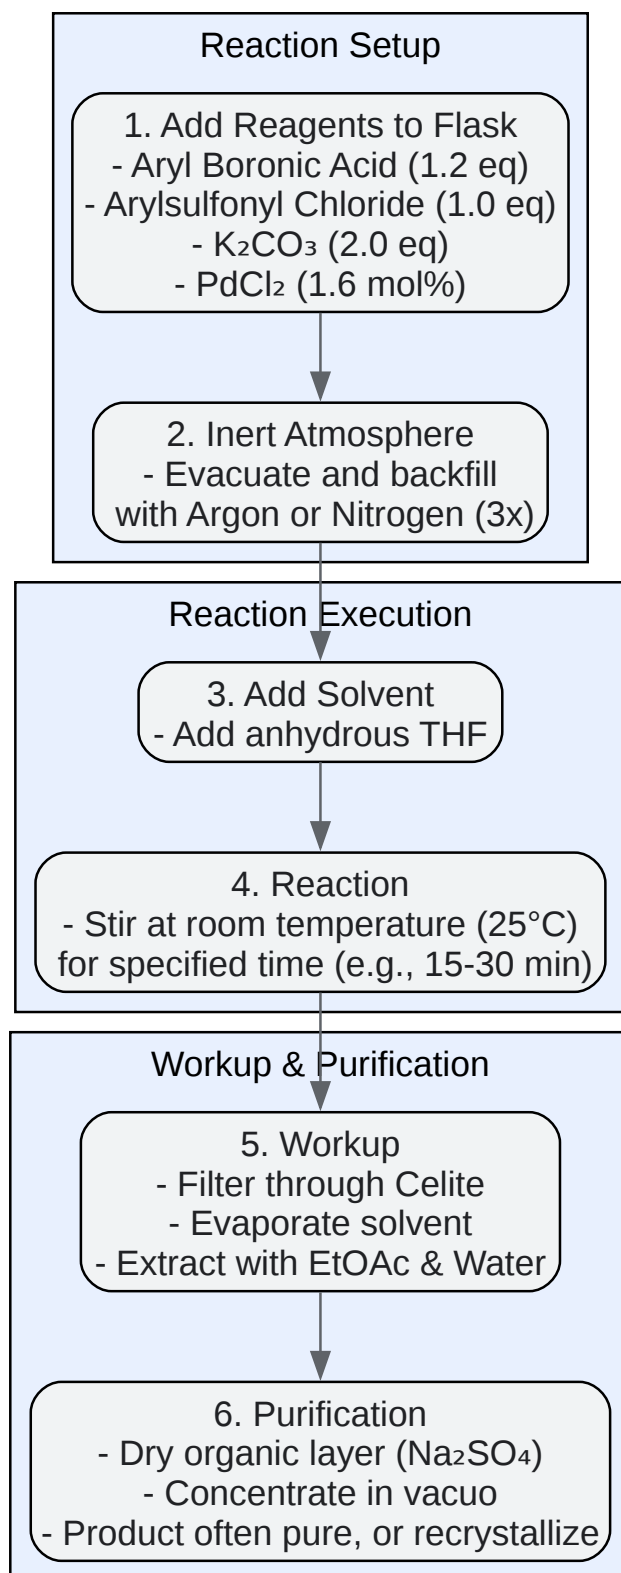 Reaction Setup
1. Add Reagents to Flask
- Aryl Boronic Acid (1.2 eq)
- Arylsulfonyl Chloride (1.0 eq)
- K₂CO₃ (2.0 eq)
- PdCl₂ (1.6 mol%)
2. Inert Atmosphere
- Evacuate and backfill
with Argon or Nitrogen (3x)
Reaction Execution
3. Add Solvent
- Add anhydrous THF
4. Reaction
- Stir at room temperature (25°C)
for specified time (e.g., 15-30 min)
Workup & Purification
5. Workup
- Filter through Celite
- Evaporate solvent
- Extract with EtOAc & Water
6. Purification
- Dry organic layer (Na₂SO₄)
- Concentrate in vacuo
- Product often pure, or recrystallize